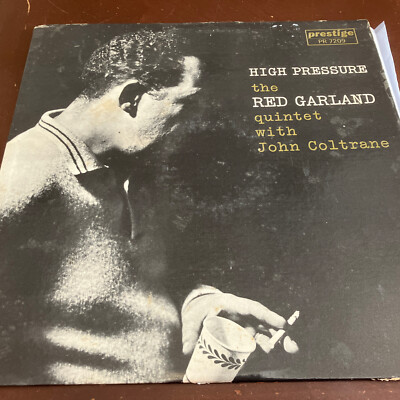 prestige
PR 7209
HIGH PRESSURE
the
RED GARLAND
quintet
with
John Coltrane